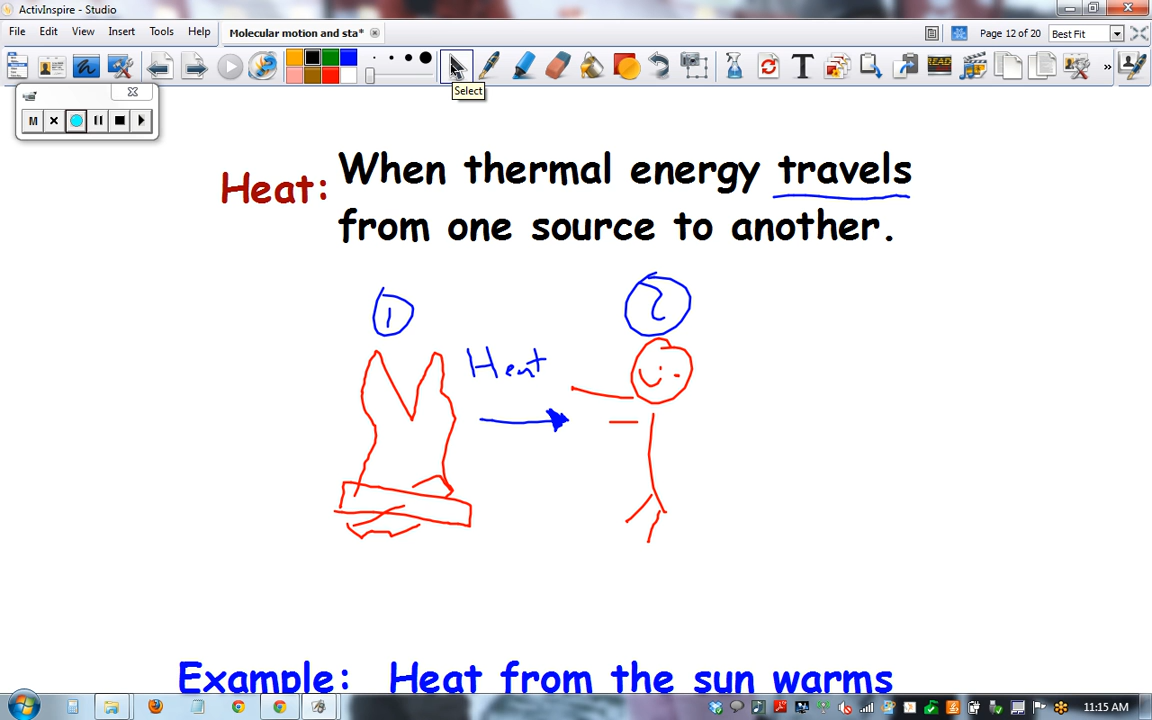 ActivInspire - Studio
File Edit View Insert Tools Help
Molecular motion and sta*
Page 12 of 20
Best Fit
Select
M
T
READ
»
Heat:
When thermal energy travels
from one source to another.
1
2
Heat
Example: Heat from the sun warms
11:15 AM